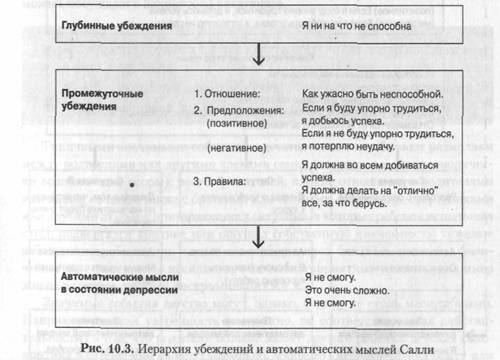 Глубинные убеждения Я ни на что не способна
Промежуточные 1. Отношение: Как ужасно быть неспособной.
убеждения 2. Предположения: Если я буду упорно трудиться,
(позитивное) я добьюсь успеха.
Если я не буду упорно трудиться,
(негативное) я потерплю неудачу.
3. Правила: Я должна во всем добиваться
успеха.
Я должна делать на "отлично"
все, за что берусь.
Автоматические мысли Я не смогу.
в состоянии депрессии Это очень сложно.
Я не смогу.
Рис. 10.3. Иерархия убеждений и автоматических мыслей Салли